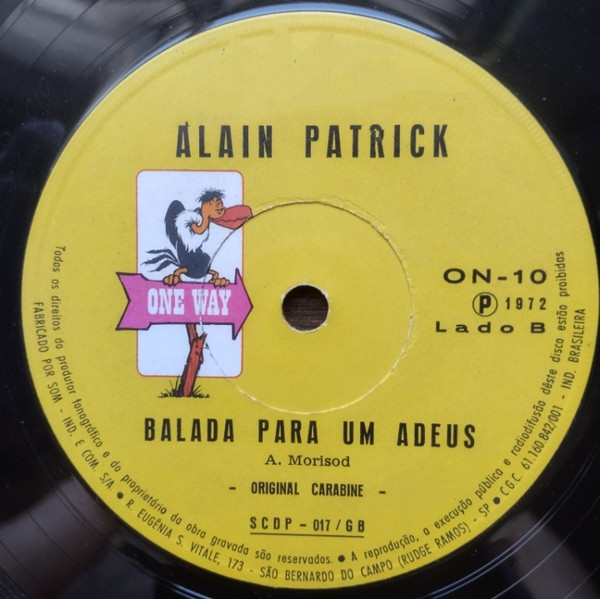 ALAIN PATRICK
ONE WAY
ON-10
Ⓟ 1972
Lado B
BALADA PARA UM ADEUS
A. Morisod
- ORIGINAL CARABINE -
SCDP - 017/GB
Todos os direitos do produtor fonográfico e do proprietário da obra gravada são reservados. ● A reprodução, a execução pública e radiodifusão dêste disco estão proibidas
FABRICADO POR SOM - IND. E COM. S/A ● R. EUGÊNIA S. VITALE, 173 - SÃO BERNARDO DO CAMPO (RUDGE RAMOS) - SP ● C.G.C. 61.160.842/001 - IND. BRASILEIRA